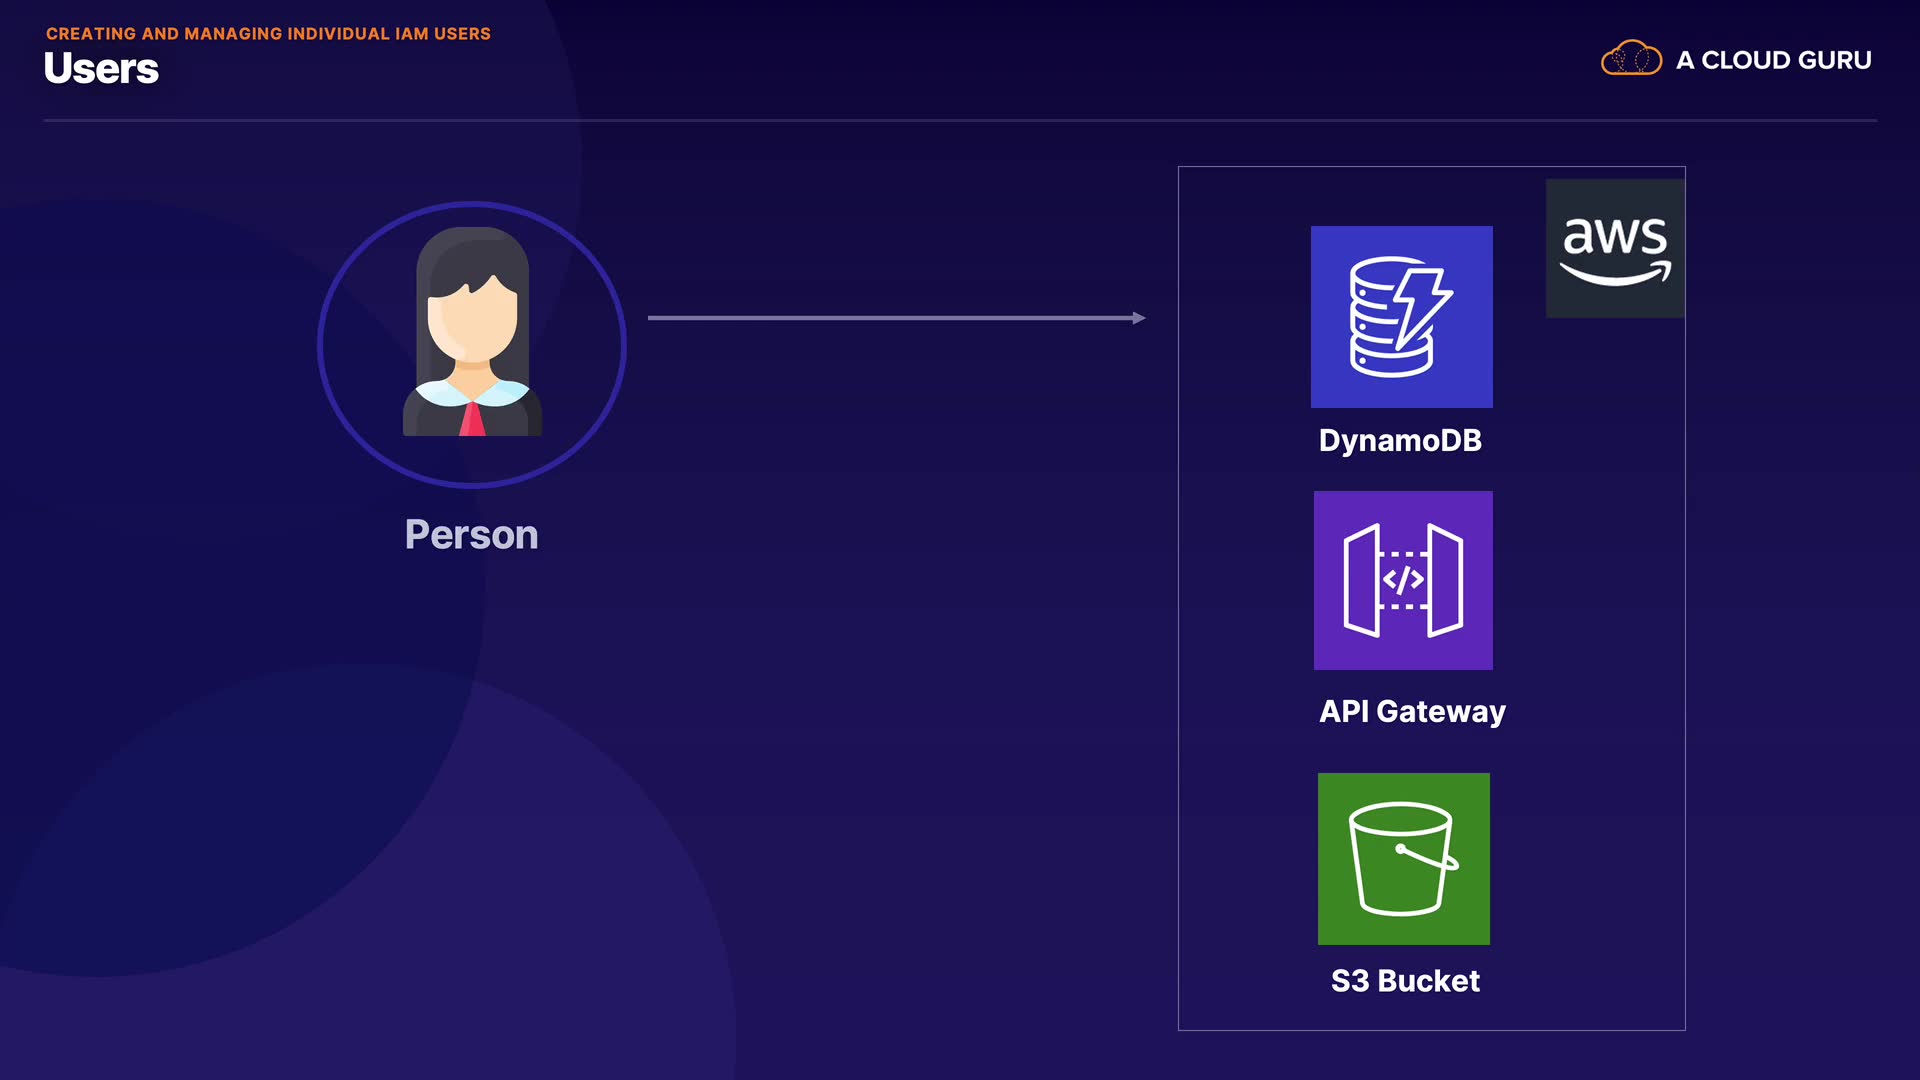 CREATING AND MANAGING INDIVIDUAL IAM USERS
Users
A CLOUD GURU
aws
DynamoDB
Person
</>
API Gateway
S3 Bucket